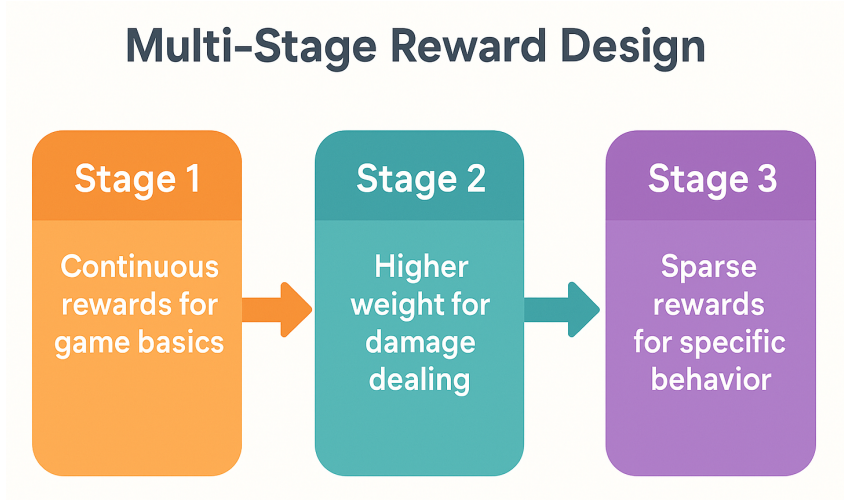 Multi-Stage Reward Design
Stage 1
Continuous
rewards for
game basics
Stage 2
Higher
weight for
damage
dealing
Stage 3
Sparse
rewards
for specific
behavior